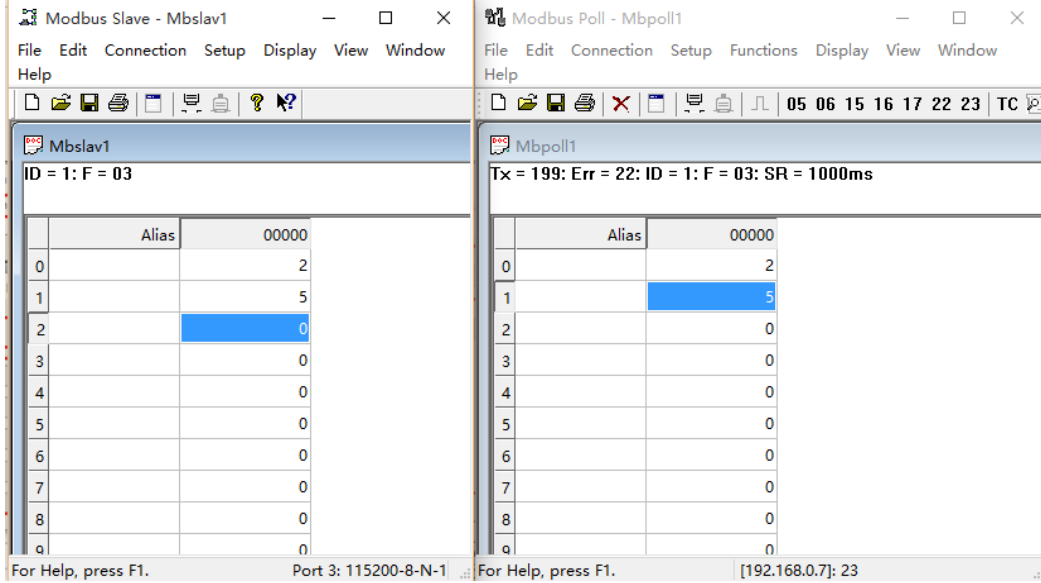 Modbus Slave - Mbslav1
File Edit Connection Setup Display View Window
Help
Mbslav1
ID = 1: F = 03
Alias 00000
0 2
1 5
2 0
3 0
4 0
5 0
6 0
7 0
8 0
9 0
For Help, press F1. Port 3: 115200-8-N-1
Modbus Poll - Mbpoll1
File Edit Connection Setup Functions Display View Window
Help
05 06 15 16 17 22 23 TC
Mbpoll1
Tx = 199: Err = 22: ID = 1: F = 03: SR = 1000ms
Alias 00000
0 2
1 5
2 0
3 0
4 0
5 0
6 0
7 0
8 0
9 0
For Help, press F1. [192.168.0.7]: 23